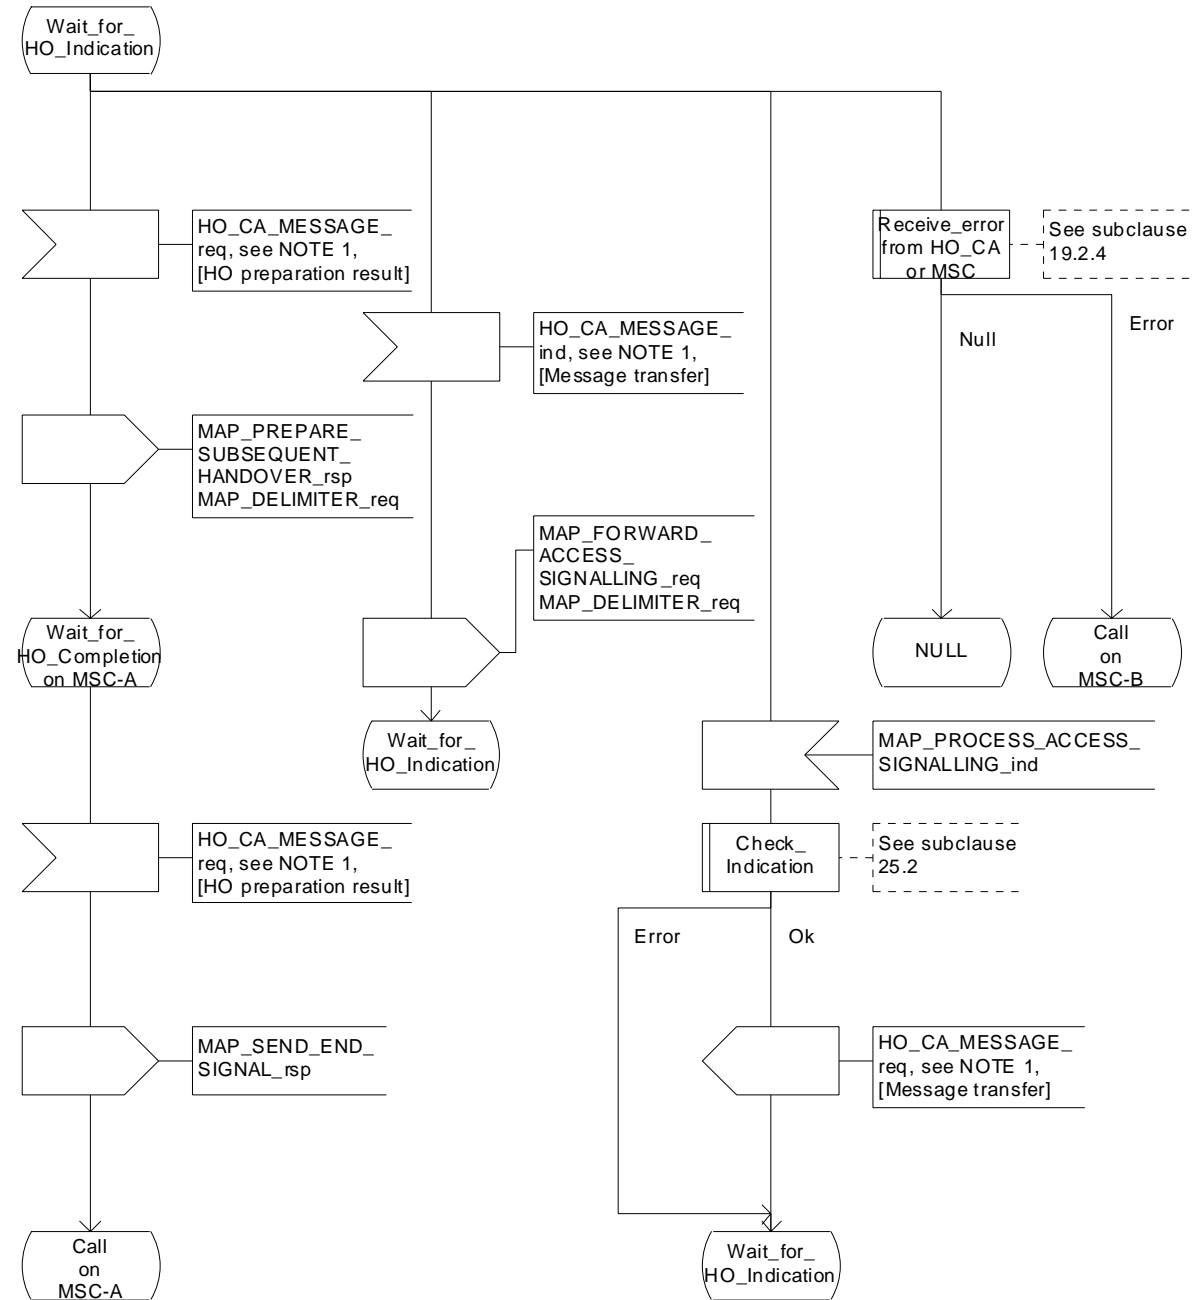 Wait_for_
HO_Indication
HO_CA_MESSAGE_
req, see NOTE 1,
[HO preparation result]
Receive_error
from HO_CA
or MSC
See subclause
19.2.4
HO_CA_MESSAGE_
ind, see NOTE 1,
[Message transfer]
Null
Error
MAP_PREPARE_
SUBSEQUENT_
HANDOVER_rsp
MAP_DELIMITER_req
MAP_FORWARD_
ACCESS_
SIGNALLING_req
MAP_DELIMITER_req
Wait_for_
HO_Completion
on MSC-A
NULL
Call
on
MSC-B
Wait_for_
HO_Indication
MAP_PROCESS_ACCESS_
SIGNALLING_ind
HO_CA_MESSAGE_
req, see NOTE 1,
[HO preparation result]
Check_
Indication
See subclause
25.2
Error
Ok
MAP_SEND_END_
SIGNAL_rsp
HO_CA_MESSAGE_
req, see NOTE 1,
[Message transfer]
Call
on
MSC-A
Wait_for_
HO_Indication